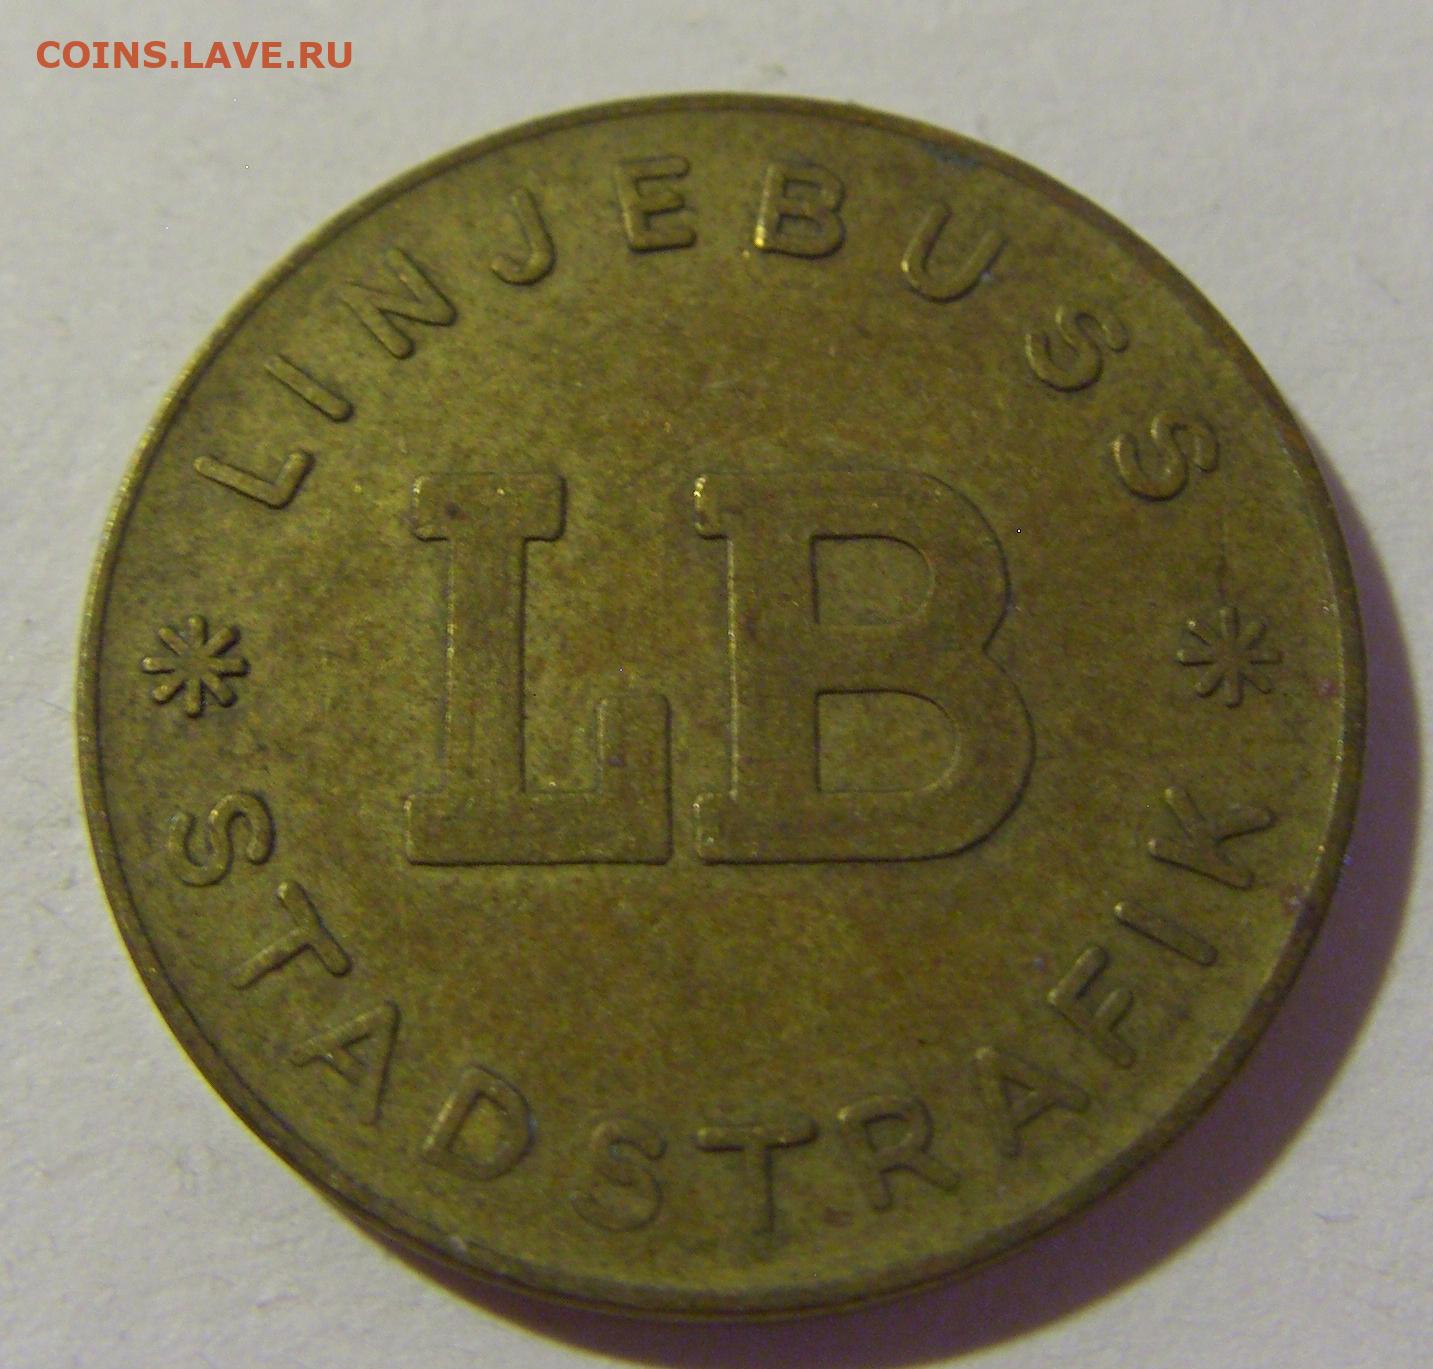 COINS.LAVE.RU
LINJEBUSS
LB
* STADSTRAFIK *